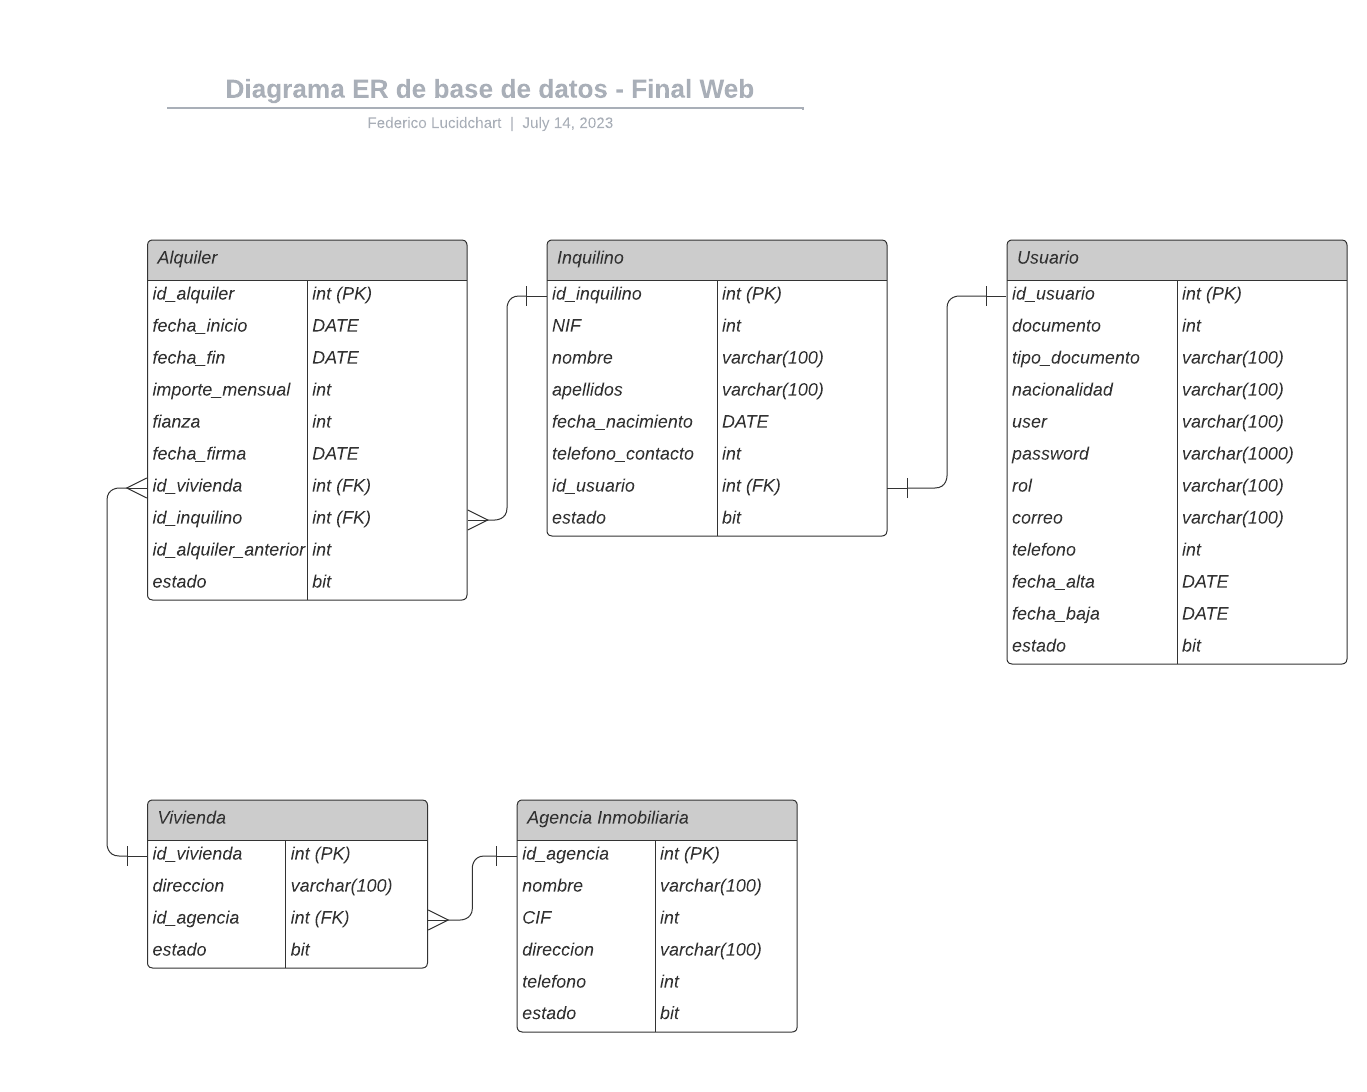 Diagrama ER de base de datos - Final Web
Federico Lucidchart | July 14, 2023
Alquiler
id_alquiler int (PK)
fecha_inicio DATE
fecha_fin DATE
importe_mensual int
fianza int
fecha_firma DATE
id_vivienda int (FK)
id_inquilino int (FK)
id_alquiler_anterior int
estado bit
Inquilino
id_inquilino int (PK)
NIF int
nombre varchar(100)
apellidos varchar(100)
fecha_nacimiento DATE
telefono_contacto int
id_usuario int (FK)
estado bit
Usuario
id_usuario int (PK)
documento int
tipo_documento varchar(100)
nacionalidad varchar(100)
user varchar(100)
password varchar(1000)
rol varchar(100)
correo varchar(100)
telefono int
fecha_alta DATE
fecha_baja DATE
estado bit
Vivienda
id_vivienda int (PK)
direccion varchar(100)
id_agencia int (FK)
estado bit
Agencia Inmobiliaria
id_agencia int (PK)
nombre varchar(100)
CIF int
direccion varchar(100)
telefono int
estado bit